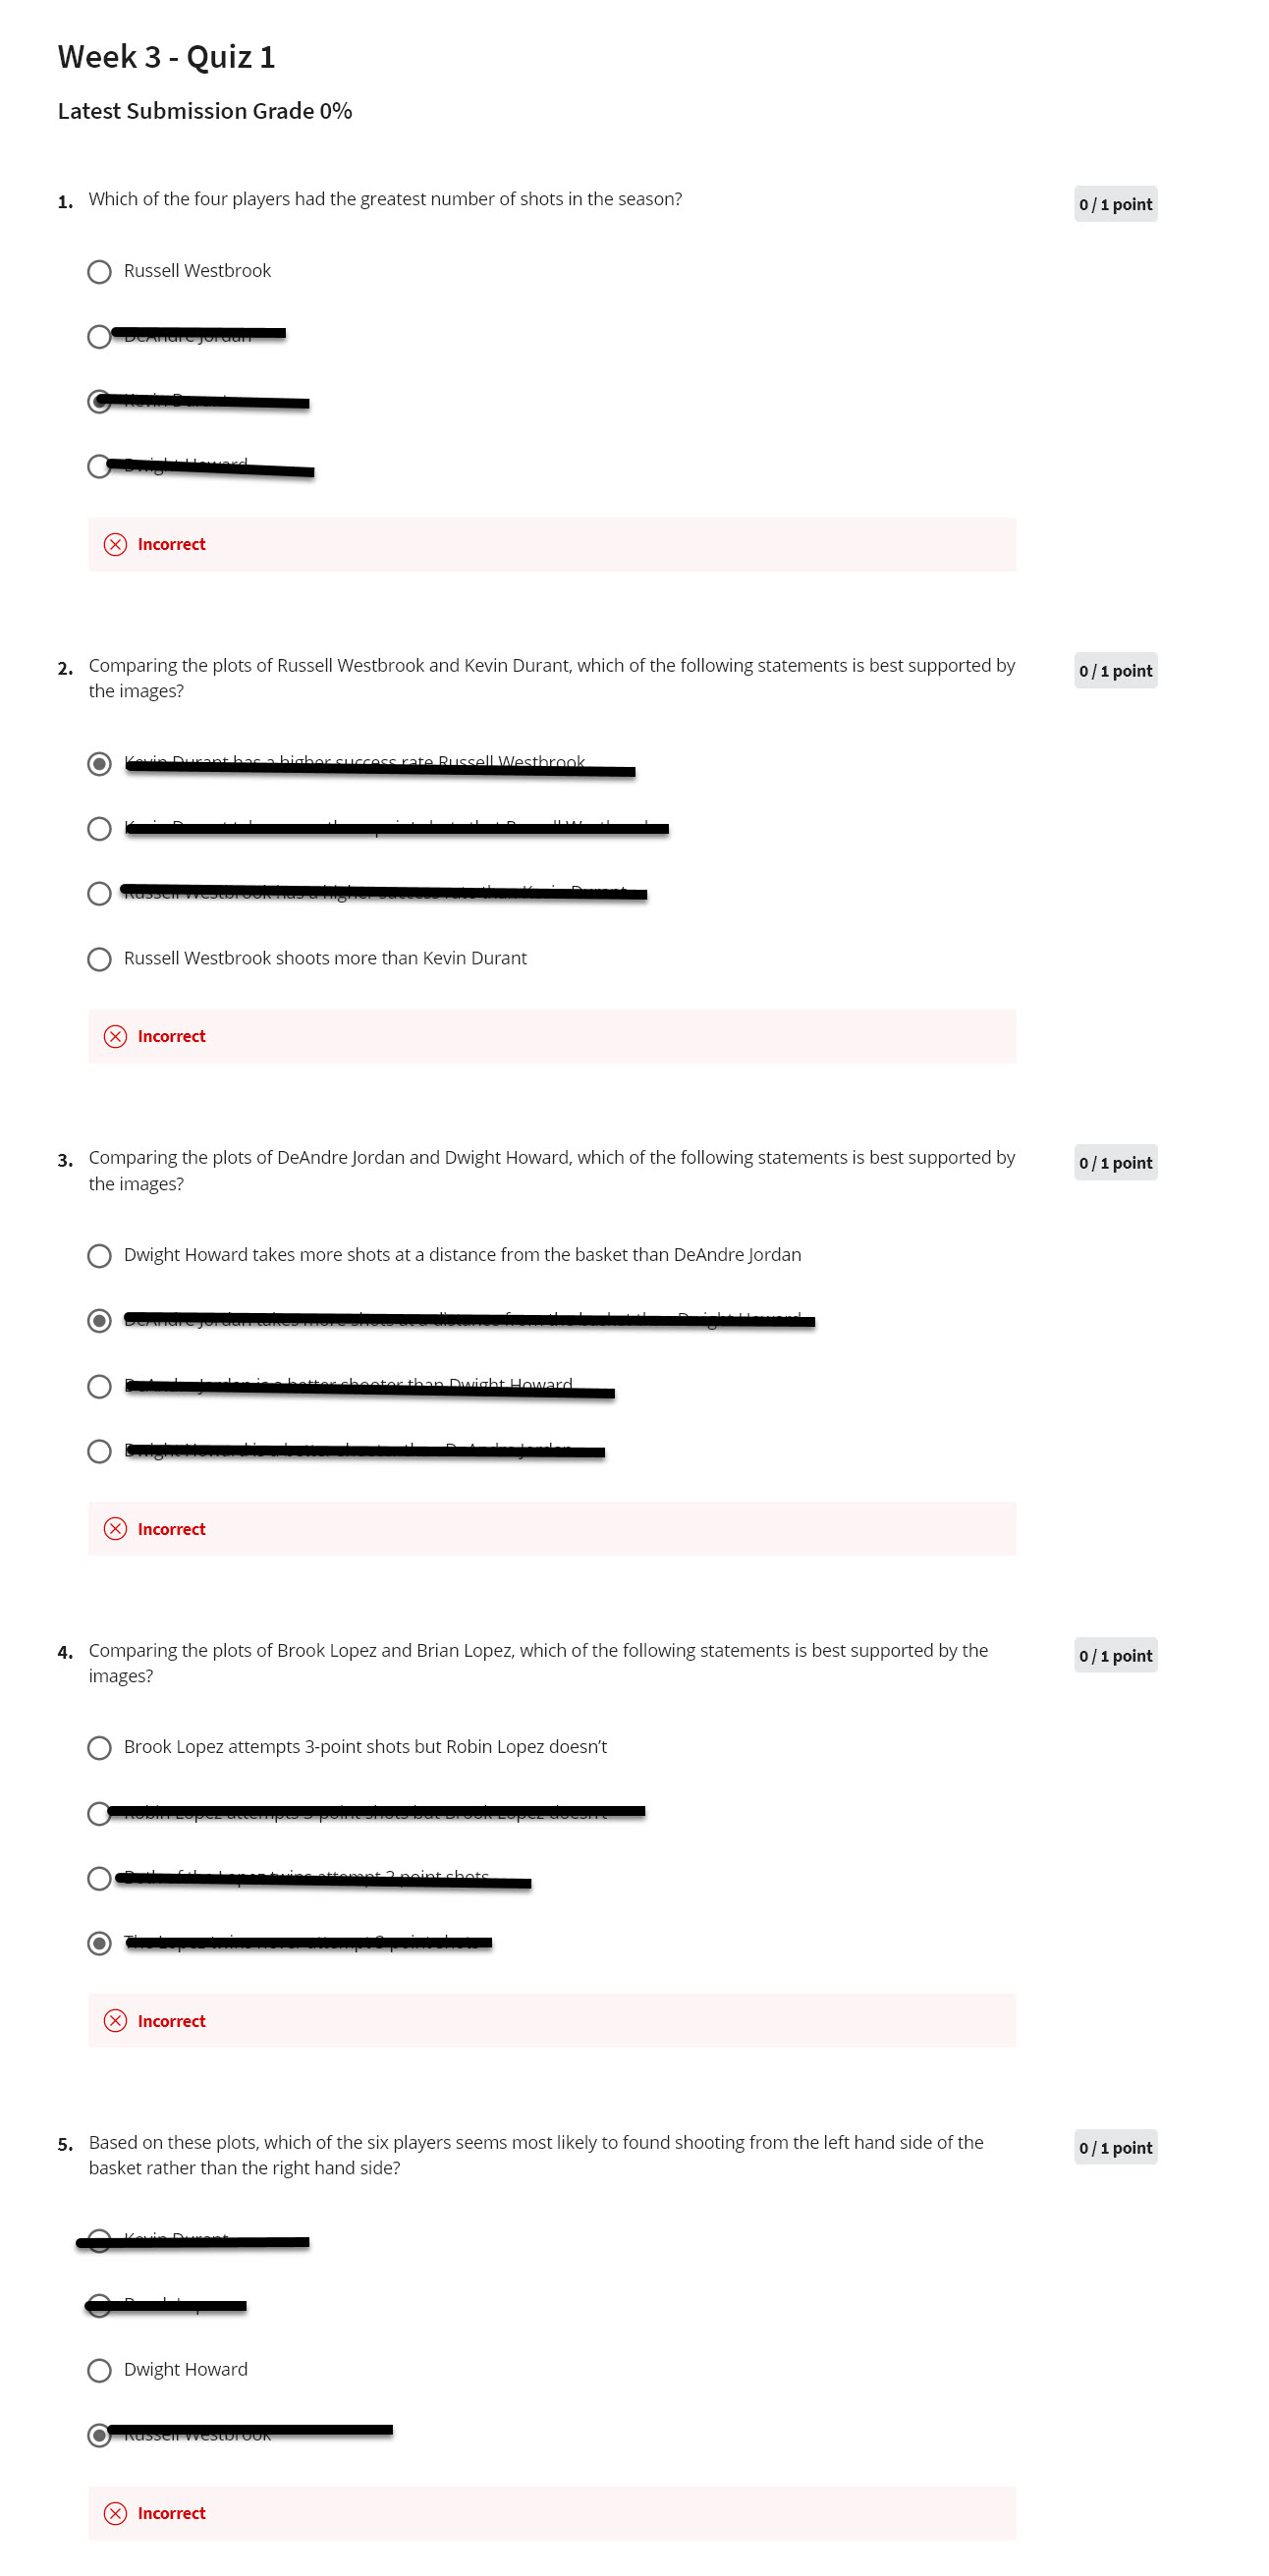 Week 3 - Quiz 1
Latest Submission Grade 0%
1. Which of the four players had the greatest number of shots in the season?
0 / 1 point
Russell Westbrook
DeAndre Jordan
Kevin Durant
Dwight Howard
Incorrect
2. Comparing the plots of Russell Westbrook and Kevin Durant, which of the following statements is best supported by
the images?
0 / 1 point
Kevin Durant has a higher success rate Russell Westbrook
Russell Westbrook has a higher success rate than Kevin Durant
Russell Westbrook shoots more than Kevin Durant
Incorrect
3. Comparing the plots of DeAndre Jordan and Dwight Howard, which of the following statements is best supported by
the images?
0 / 1 point
Dwight Howard takes more shots at a distance from the basket than DeAndre Jordan
DeAndre Jordan takes more shots at a distance from the basket than Dwight Howard
DeAndre Jordan is a better shooter than Dwight Howard
Dwight Howard is a better shooter than DeAndre Jordan
Incorrect
4. Comparing the plots of Brook Lopez and Brian Lopez, which of the following statements is best supported by the
images?
0 / 1 point
Brook Lopez attempts 3-point shots but Robin Lopez doesn’t
Robin Lopez attempts 3-point shots but Brook Lopez doesn’t
Both of the Lopez twins attempt 3 point shots
The Lopez twins never attempt 3 point shots
Incorrect
5. Based on these plots, which of the six players seems most likely to found shooting from the left hand side of the
basket rather than the right hand side?
0 / 1 point
Kevin Durant
Dwight Howard
Russell Westbrook
Incorrect